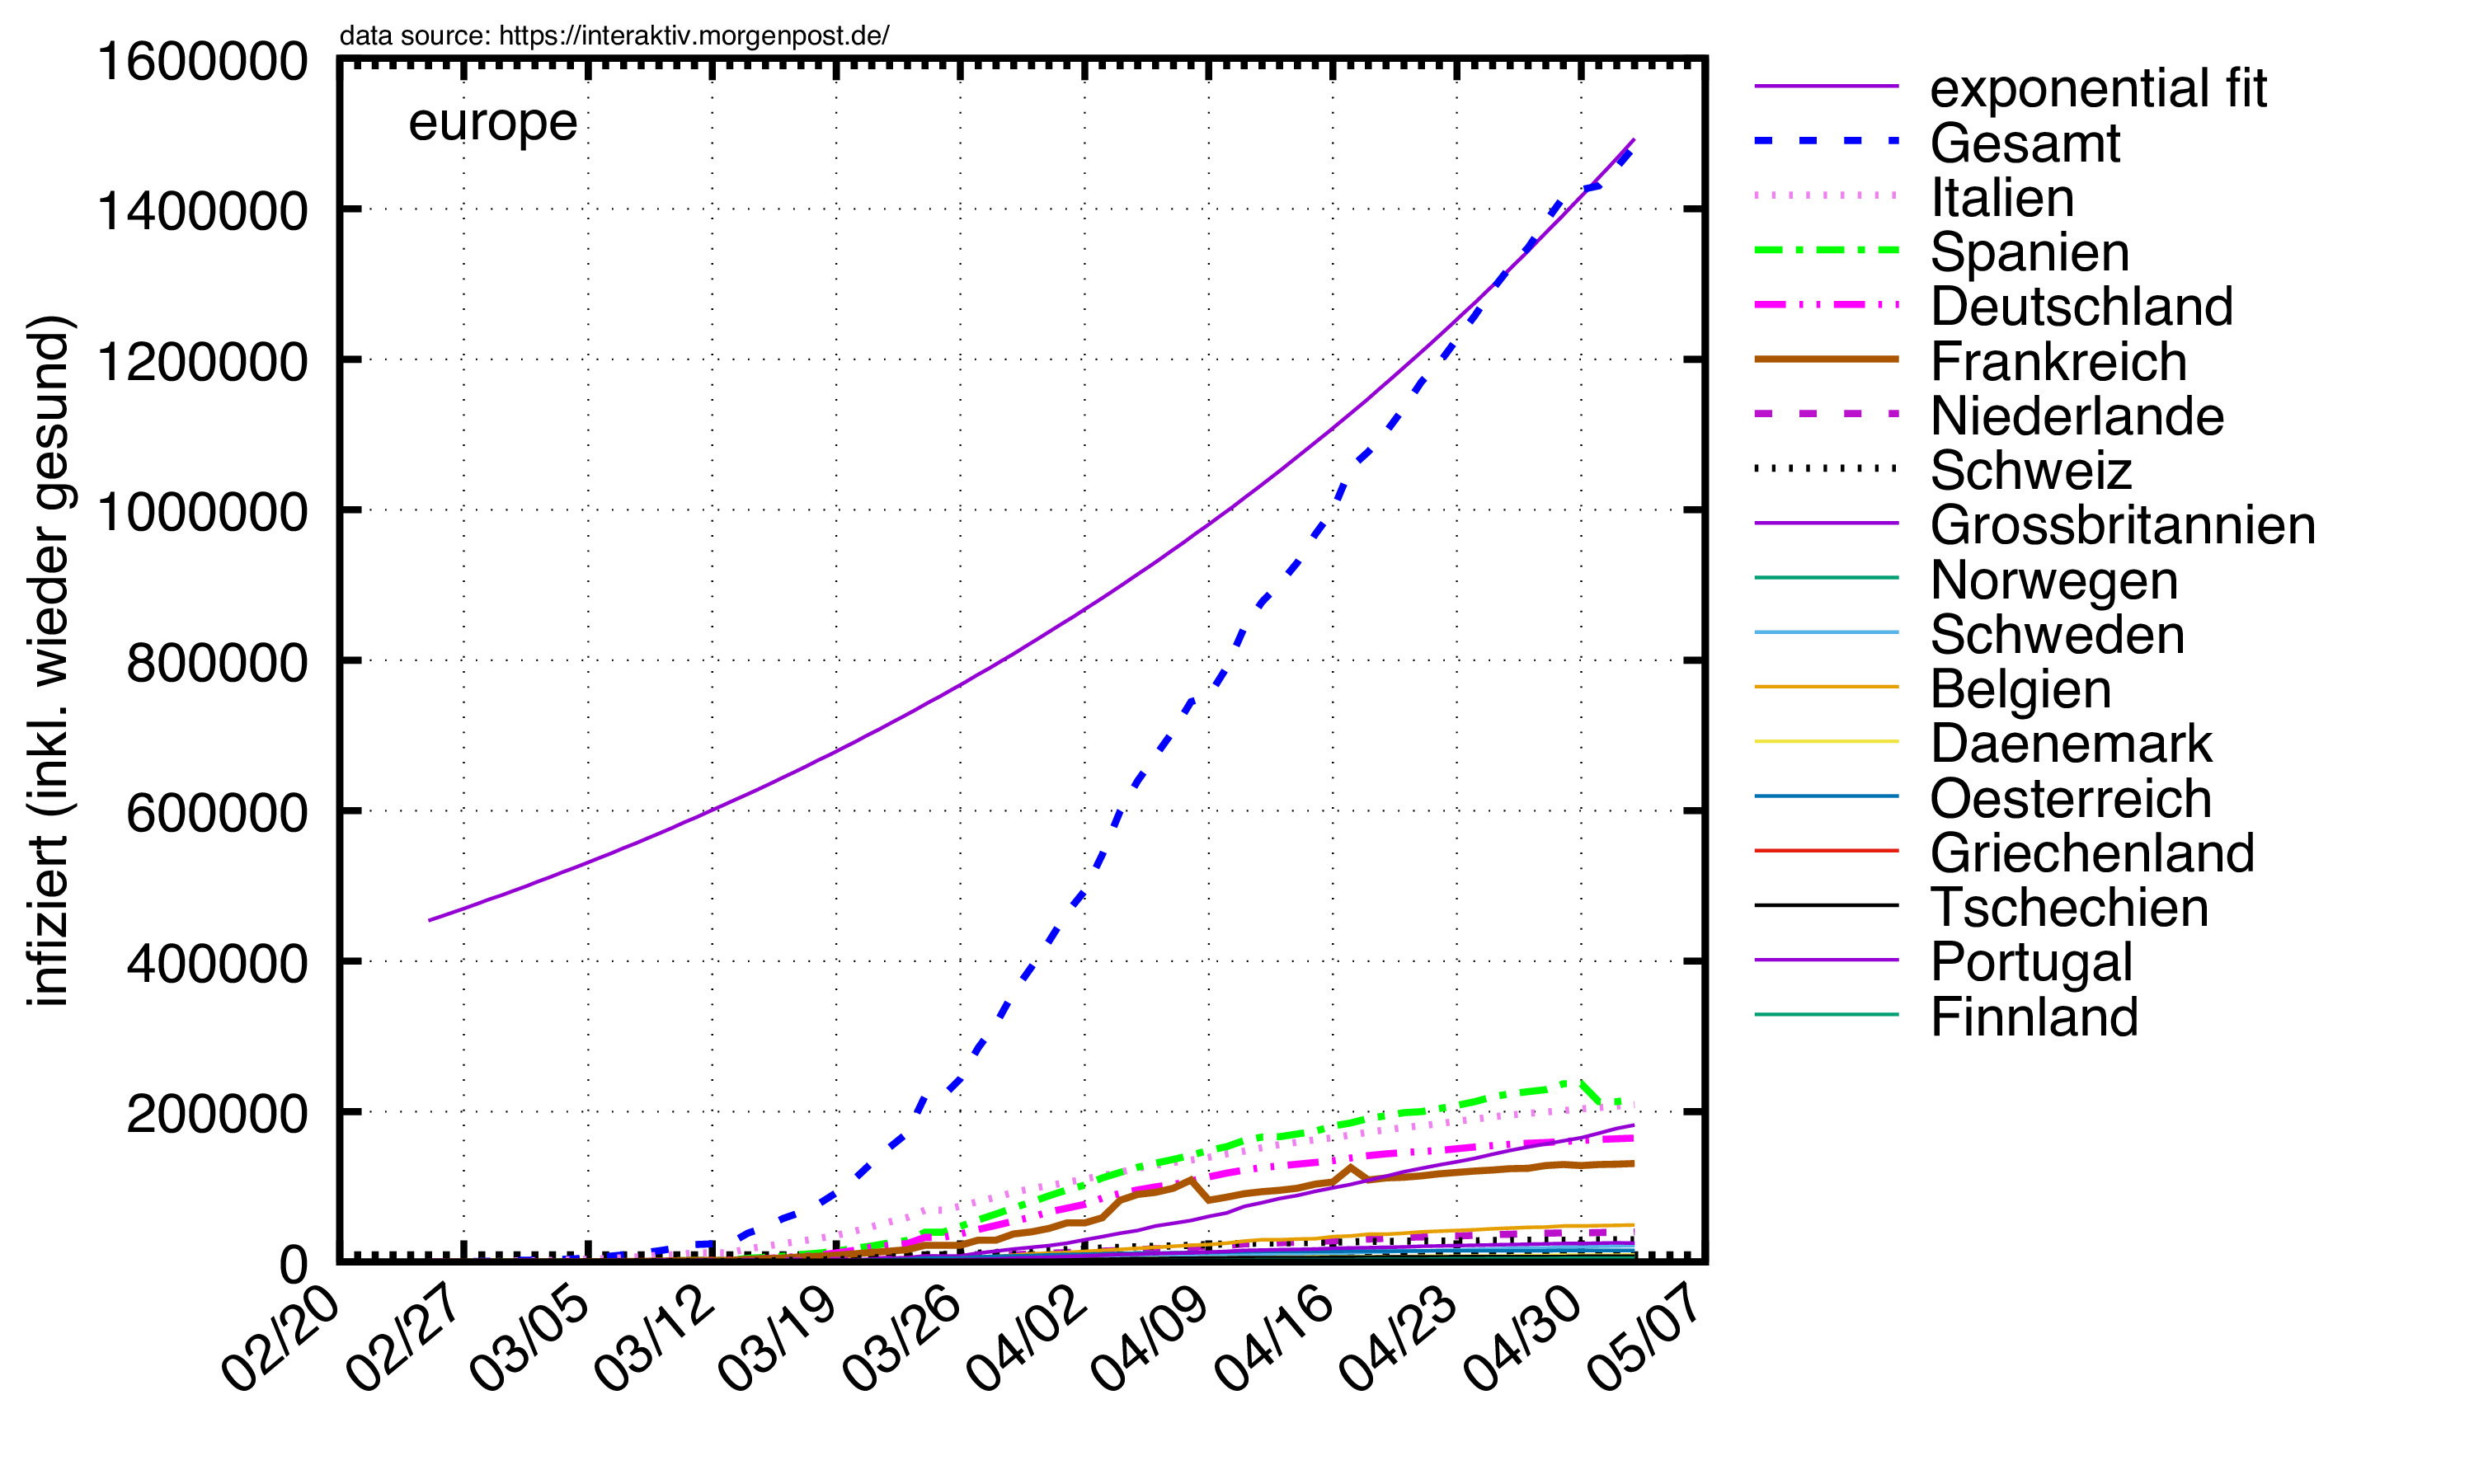 data source: https://interaktiv.morgenpost.de/
1600000
1400000
1200000
1000000
800000
600000
400000
200000
0
infiziert (inkl. wieder gesund)
europe
02/20
02/27
03/05
03/12
03/19
03/26
04/02
04/09
04/16
04/23
04/30
05/07
exponential fit
Gesamt
Italien
Spanien
Deutschland
Frankreich
Niederlande
Schweiz
Grossbritannien
Norwegen
Schweden
Belgien
Daenemark
Oesterreich
Griechenland
Tschechien
Portugal
Finnland